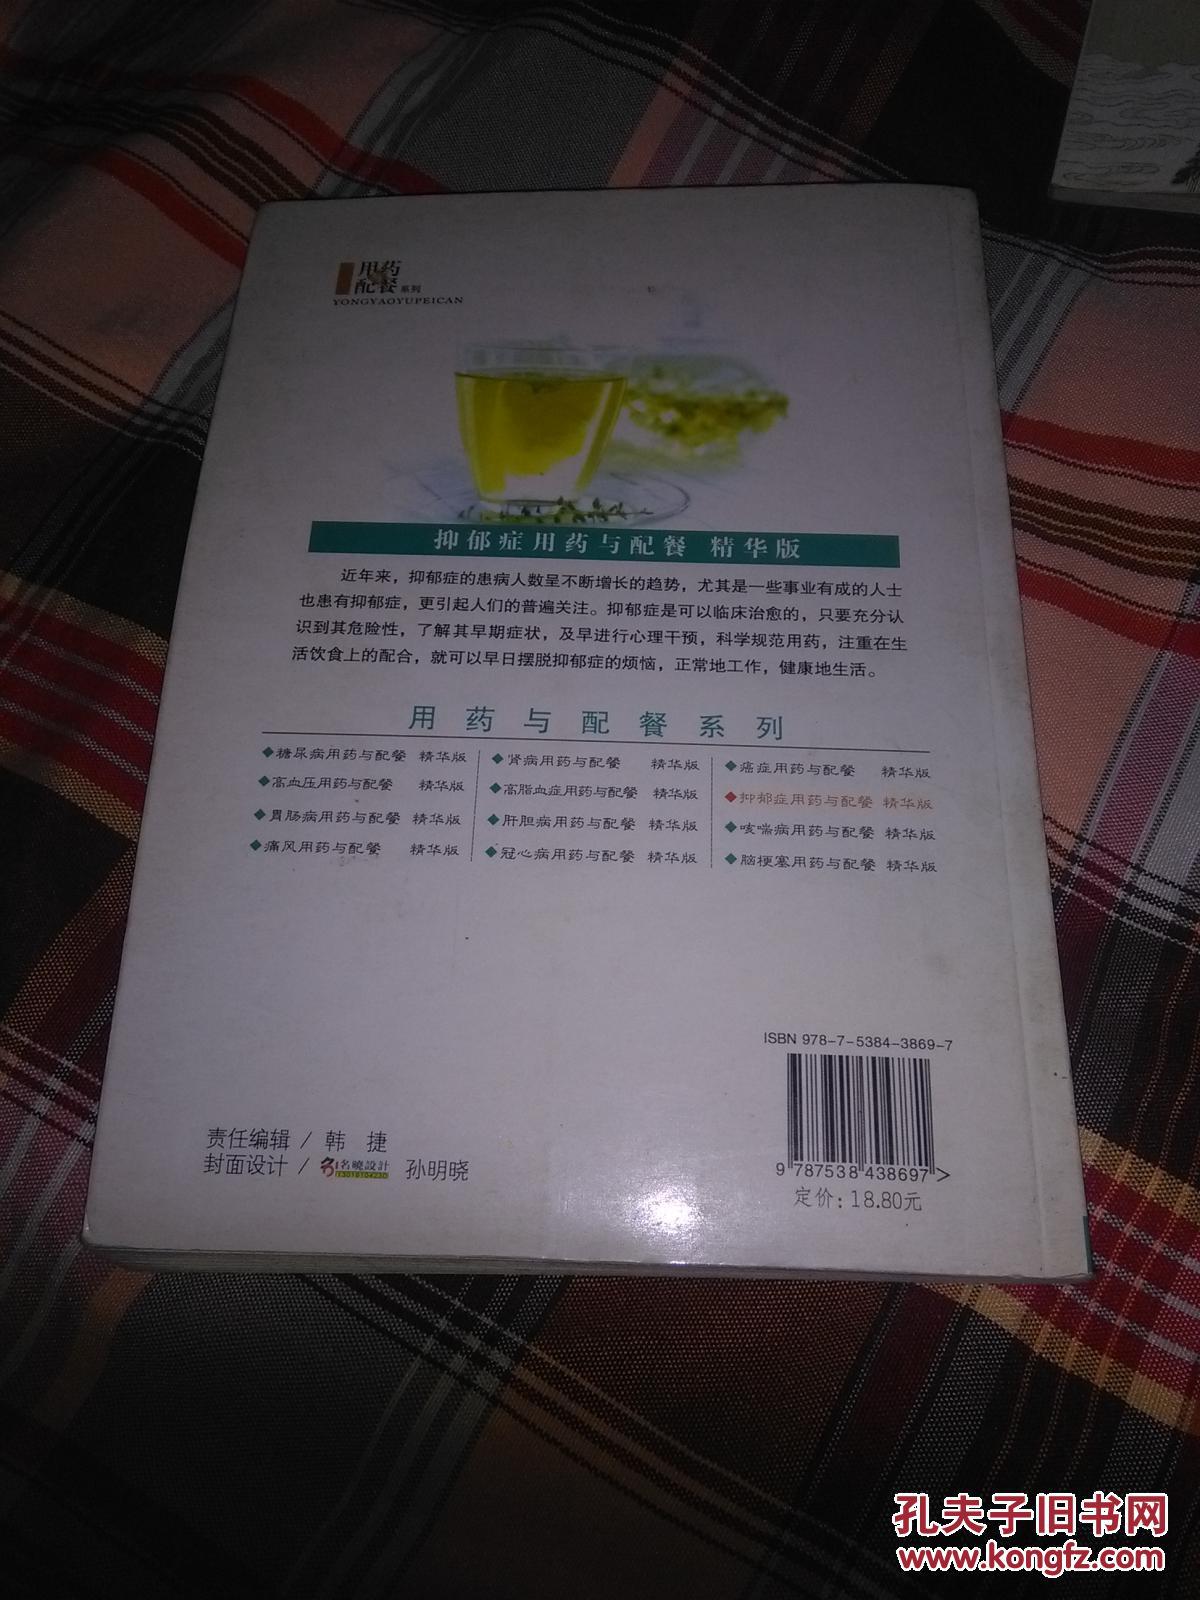 用药
配餐系列
YONGYAOYUPEICAN
抑郁症用药与配餐 精华版
近年来，抑郁症的患病人数呈不断增长的趋势，尤其是一些事业有成的人士
也患有抑郁症，更引起人们的普遍关注。抑郁症是可以临床治愈的，只要充分认
识到其危险性，了解其早期症状，及早进行心理干预，科学规范用药，注重在生
活饮食上的配合，就可以早日摆脱抑郁症的烦恼，正常地工作，健康地生活。
用药与配餐系列
◆糖尿病用药与配餐 精华版
◆高血压用药与配餐 精华版
◆胃肠病用药与配餐 精华版
◆痛风用药与配餐 精华版
◆肾病用药与配餐 精华版
◆高脂血症用药与配餐 精华版
◆肝胆病用药与配餐 精华版
◆冠心病用药与配餐 精华版
◆癌症用药与配餐 精华版
◆抑郁症用药与配餐 精华版
◆咳喘病用药与配餐 精华版
◆脑梗塞用药与配餐 精华版
ISBN 978-7-5384-3869-7
9 787538 438697 >
定价：18.80元
责任编辑 / 韩 捷
封面设计 / 名晓設計 孙明晓
孔夫子旧书网
www.kongfz.com